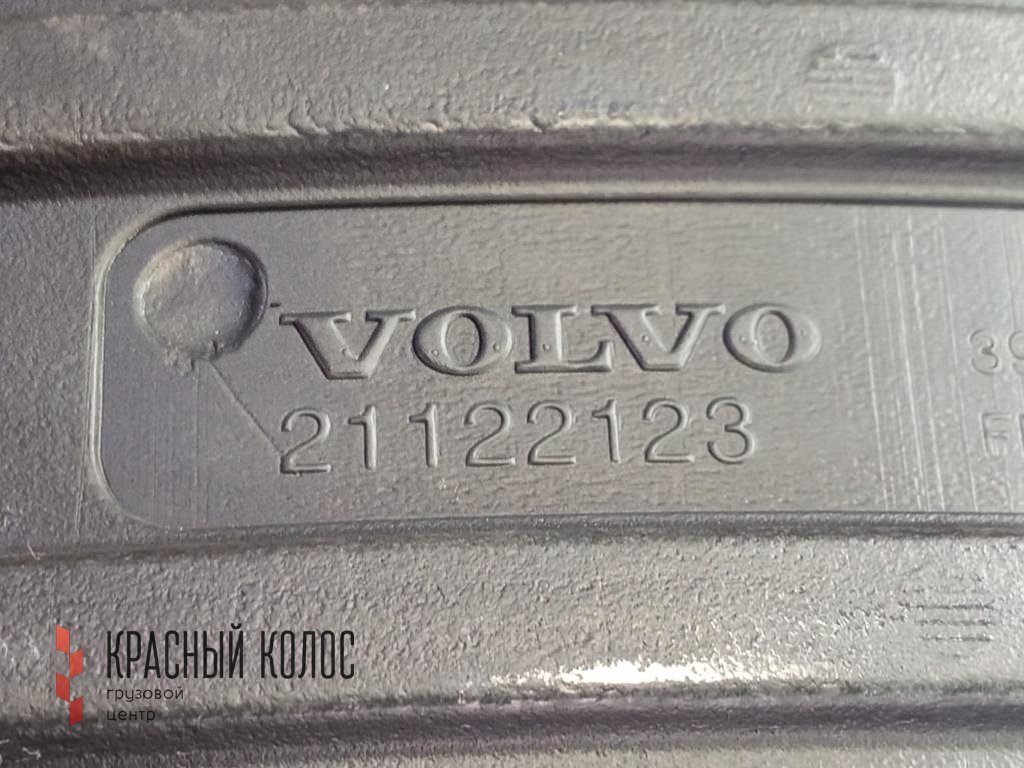 VOLVO
21122123
КРАСНЫЙ КОЛОС
грузовой
центр